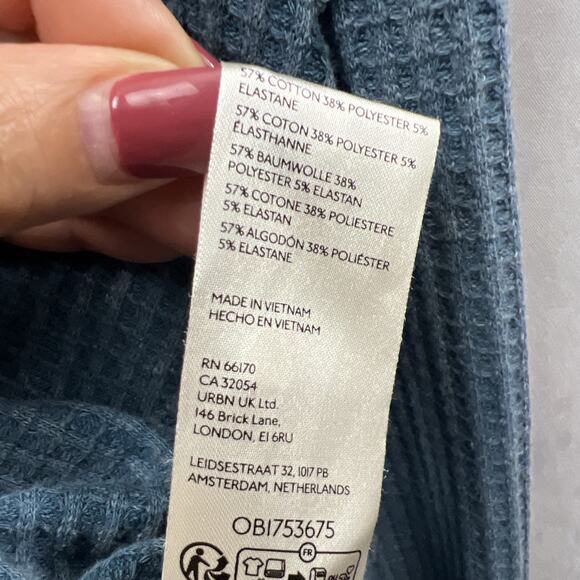 57% COTTON 38% POLYESTER 5%
ELASTANE
57% COTON 38% POLYESTER 5%
ÉLASTHANNE
57% BAUMWOLLE 38%
POLYESTER 5% ELASTAN
57% COTONE 38% POLIESTERE
5% ELASTAN
57% ALGODÓN 38% POLIÉSTER
5% ELASTANE
MADE IN VIETNAM
HECHO EN VIETNAM
RN 66170
CA 32054
URBN UK Ltd.
146 Brick Lane,
LONDON, E1 6RU
LEIDSESTRAAT 32, 1017 PB
AMSTERDAM, NETHERLANDS
OB1753675
FR